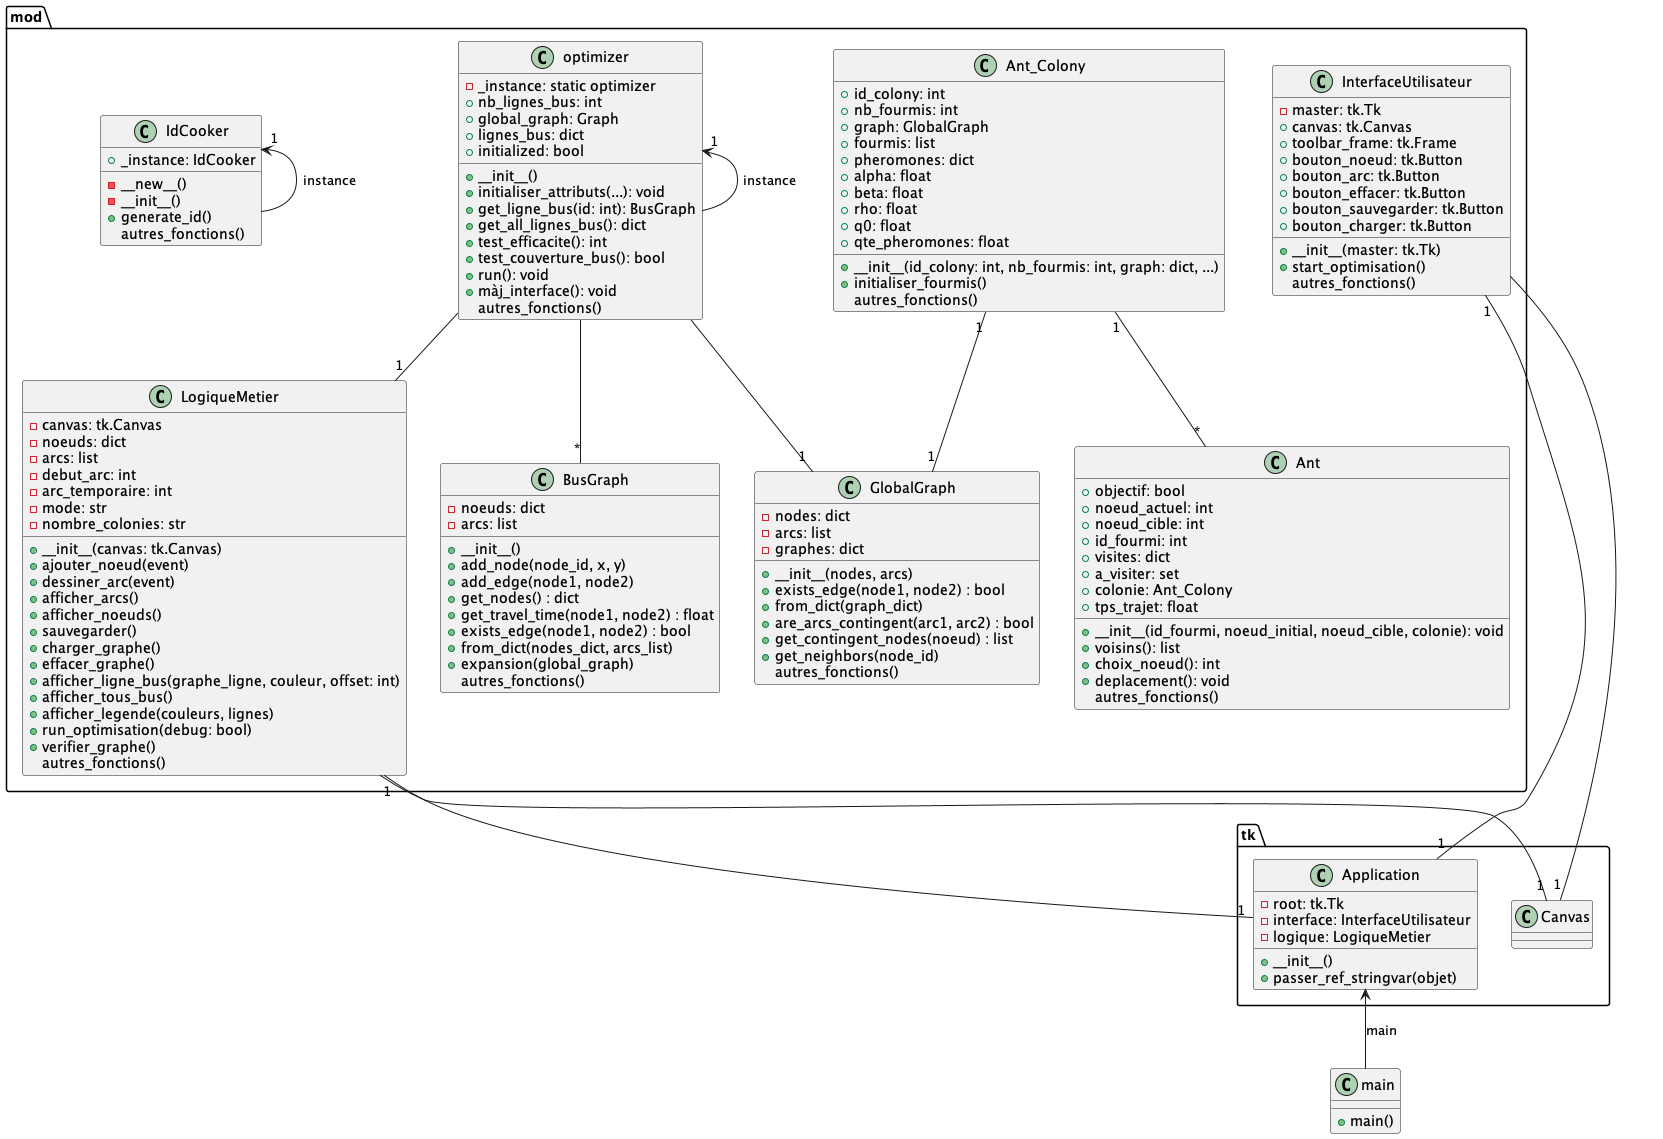 mod
C IdCooker
_instance: IdCooker
__new__()
__init__()
generate_id()
autres_fonctions()
1
instance
C optimizer
_instance: static optimizer
nb_lignes_bus: int
global_graph: Graph
lignes_bus: dict
initialized: bool
__init__()
initialiser_attributs(...): void
get_ligne_bus(id: int): BusGraph
get_all_lignes_bus(): dict
test_efficacite(): int
test_couverture_bus(): bool
run(): void
màj_interface(): void
autres_fonctions()
1
instance
C Ant_Colony
id_colony: int
nb_fourmis: int
graph: GlobalGraph
fourmis: list
pheromones: dict
alpha: float
beta: float
rho: float
q0: float
qte_pheromones: float
__init__(id_colony: int, nb_fourmis: int, graph: dict, ...)
initialiser_fourmis()
autres_fonctions()
C InterfaceUtilisateur
master: tk.Tk
canvas: tk.Canvas
toolbar_frame: tk.Frame
bouton_noeud: tk.Button
bouton_arc: tk.Button
bouton_effacer: tk.Button
bouton_sauvegarder: tk.Button
bouton_charger: tk.Button
__init__(master: tk.Tk)
start_optimisation()
autres_fonctions()
1
1
1
1
*
1
1
*
C LogiqueMetier
canvas: tk.Canvas
noeuds: dict
arcs: list
debut_arc: int
arc_temporaire: int
mode: str
nombre_colonies: str
__init__(canvas: tk.Canvas)
ajouter_noeud(event)
dessiner_arc(event)
afficher_arcs()
afficher_noeuds()
sauvegarder()
charger_graphe()
effacer_graphe()
afficher_ligne_bus(graphe_ligne, couleur, offset: int)
afficher_tous_bus()
afficher_legende(couleurs, lignes)
run_optimisation(debug: bool)
verifier_graphe()
autres_fonctions()
C BusGraph
noeuds: dict
arcs: list
__init__()
add_node(node_id, x, y)
add_edge(node1, node2)
get_nodes() : dict
get_travel_time(node1, node2) : float
exists_edge(node1, node2) : bool
from_dict(nodes_dict, arcs_list)
expansion(global_graph)
autres_fonctions()
C GlobalGraph
nodes: dict
arcs: list
graphes: dict
__init__(nodes, arcs)
exists_edge(node1, node2) : bool
from_dict(graph_dict)
are_arcs_contingent(arc1, arc2) : bool
get_contingent_nodes(noeud) : list
get_neighbors(node_id)
autres_fonctions()
C Ant
objectif: bool
noeud_actuel: int
noeud_cible: int
id_fourmi: int
visites: dict
a_visiter: set
colonie: Ant_Colony
tps_trajet: float
__init__(id_fourmi, noeud_initial, noeud_cible, colonie): void
voisins(): list
choix_noeud(): int
deplacement(): void
autres_fonctions()
1
tk
1
1
1
1
C Application
root: tk.Tk
interface: InterfaceUtilisateur
logique: LogiqueMetier
__init__()
passer_ref_stringvar(objet)
C Canvas
main
C main
main()